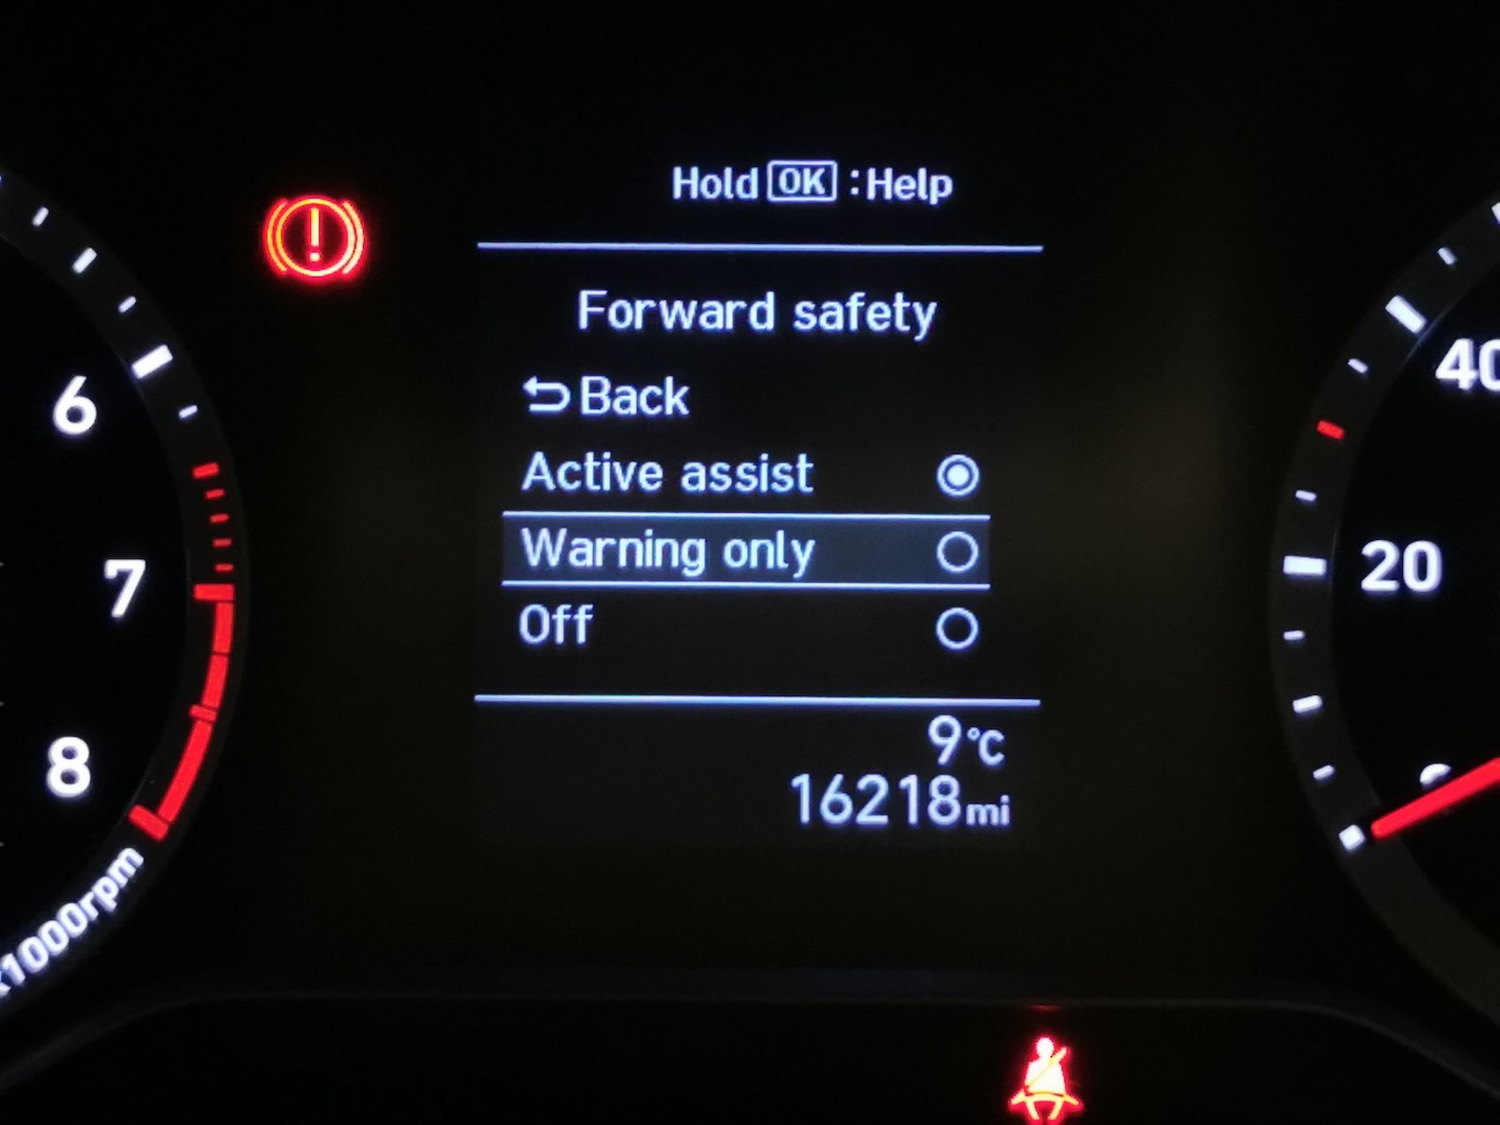 Hold OK : Help
Forward safety
Back
Active assist
Warning only
Off
9°C
16218mi
6
7
8
x1000rpm
40
20
0